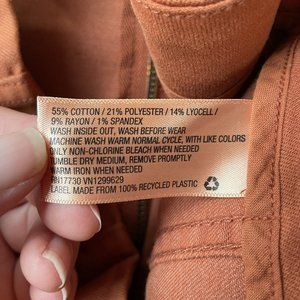 55% COTTON / 21% POLYESTER / 14% LYOCELL /
9% RAYON / 1% SPANDEX
WASH INSIDE OUT, WASH BEFORE WEAR
MACHINE WASH WARM NORMAL CYCLE, WITH LIKE COLORS
ONLY NON-CHLORINE BLEACH WHEN NEEDED
TUMBLE DRY MEDIUM, REMOVE PROMPTLY
WARM IRON WHEN NEEDED
RN17730 VN1299629
LABEL MADE FROM 100% RECYCLED PLASTIC